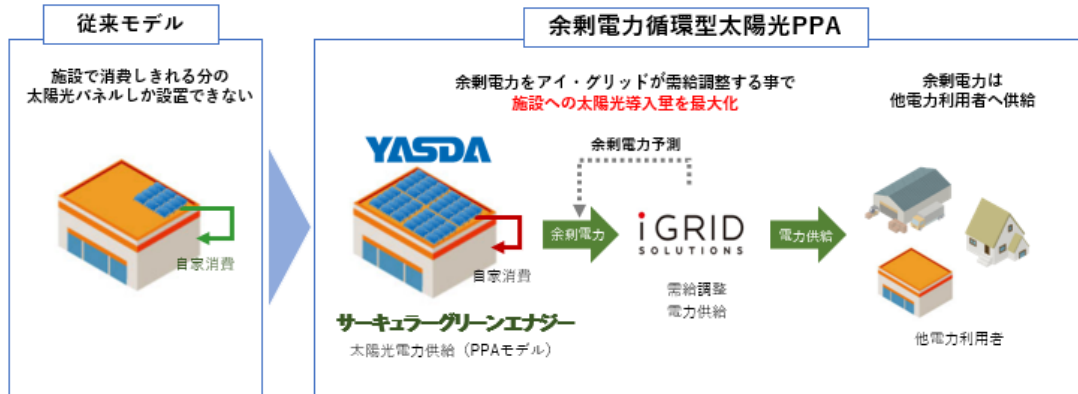 従来モデル
施設で消費しきれる分の
太陽光パネルしか設置できない
自家消費
余剰電力循環型太陽光PPA
余剰電力をアイ・グリッドが需給調整する事で
施設への太陽光導入量を最大化
余剰電力は
他電力利用者へ供給
YASDA
余剰電力予測
自家消費
余剰電力
iGRID
SOLUTIONS
電力供給
需給調整
電力供給
サーキュラーグリーンエナジー
太陽光電力供給（PPAモデル）
他電力利用者